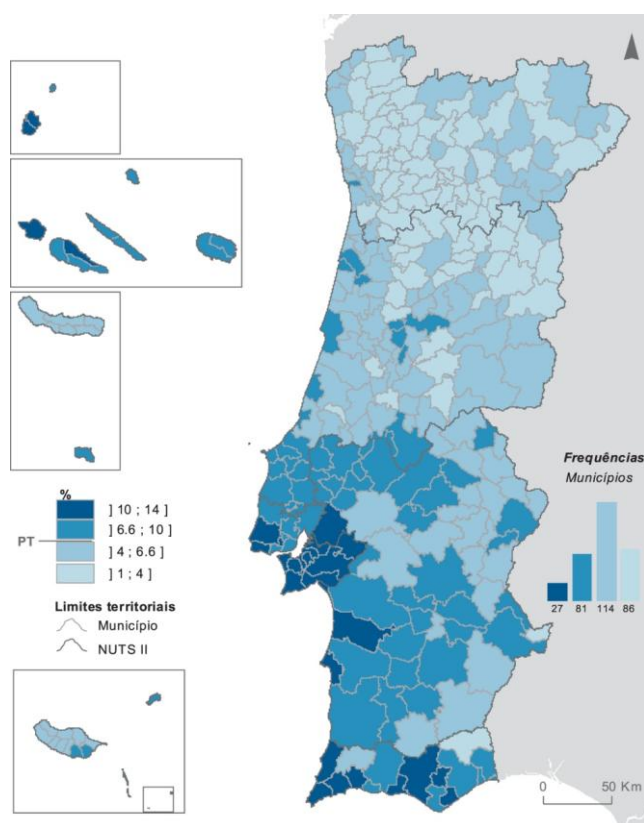 %
] 10 ; 14 ]
] 6.6 ; 10 ]
PT
] 4 ; 6.6 ]
] 1 ; 4 ]
Limites territoriais
Município
NUTS II
Frequências
Municípios
27 81 114 86
0 50 Km